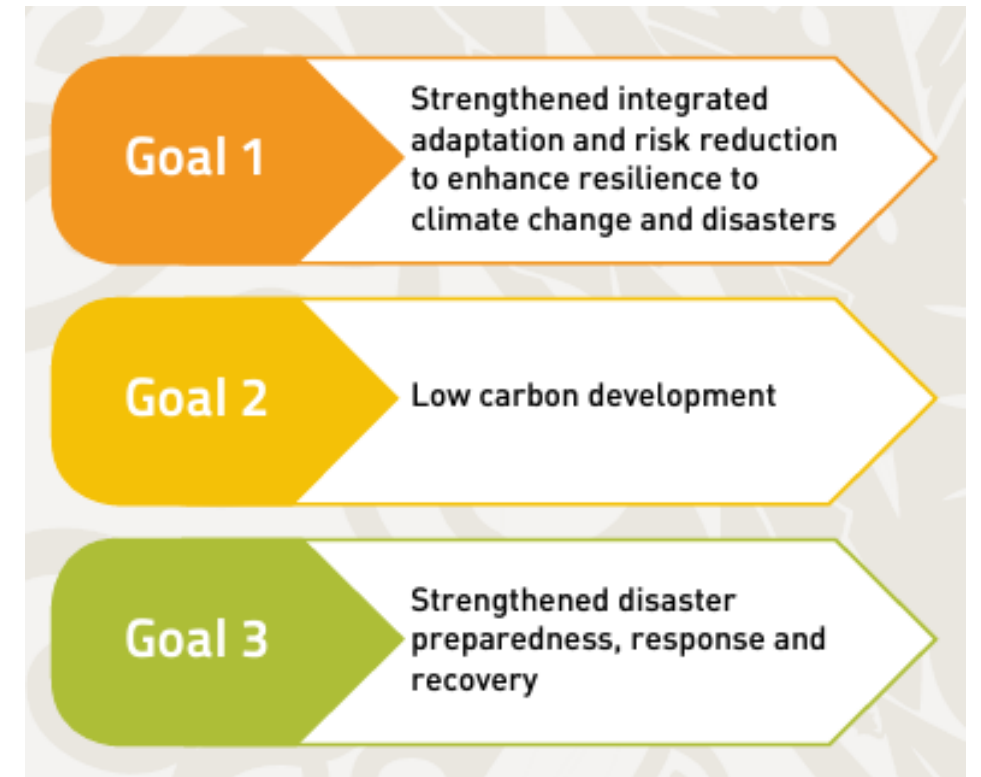 Goal 1
Strengthened integrated
adaptation and risk reduction
to enhance resilience to
climate change and disasters
Goal 2
Low carbon development
Goal 3
Strengthened disaster
preparedness, response and
recovery